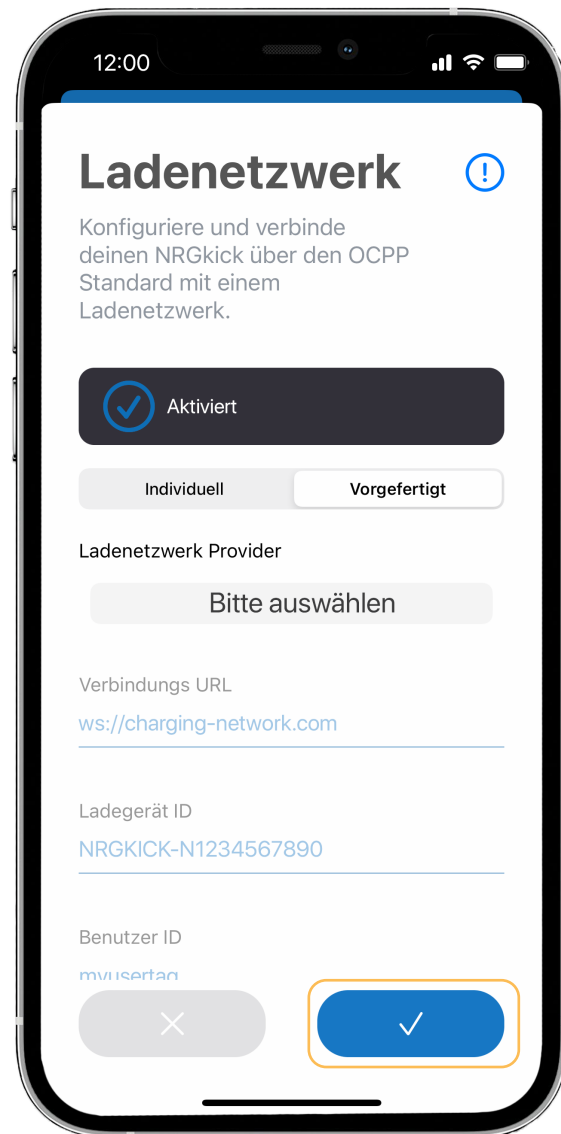 12:00
Ladenetzwerk
Konfiguriere und verbinde
deinen NRGkick über den OCPP
Standard mit einem
Ladenetzwerk.
Aktiviert
Individuell
Vorgefertigt
Ladenetzwerk Provider
Bitte auswählen
Verbindungs URL
ws://charging-network.com
Ladegerät ID
NRGKICK-N1234567890
Benutzer ID
myusertag